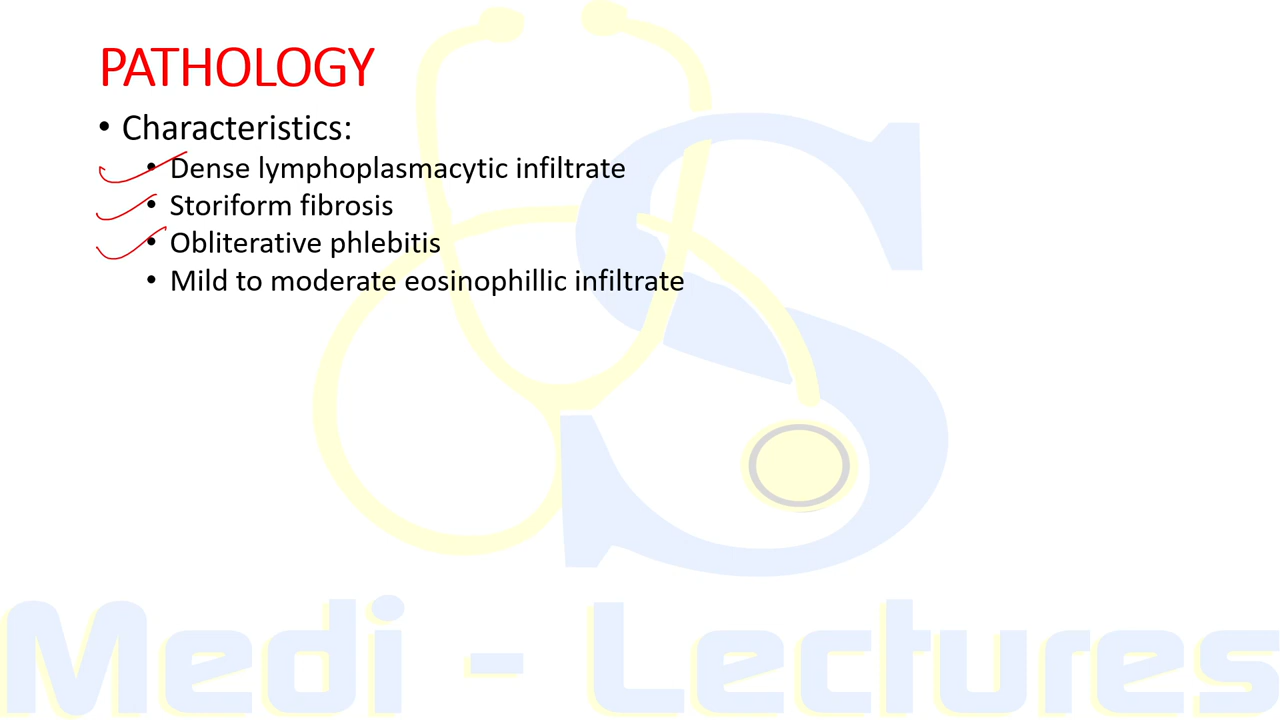 PATHOLOGY
• Characteristics:
• Dense lymphoplasmacytic infiltrate
• Storiform fibrosis
• Obliterative phlebitis
• Mild to moderate eosinophillic infiltrate
S
Medi - Lectures